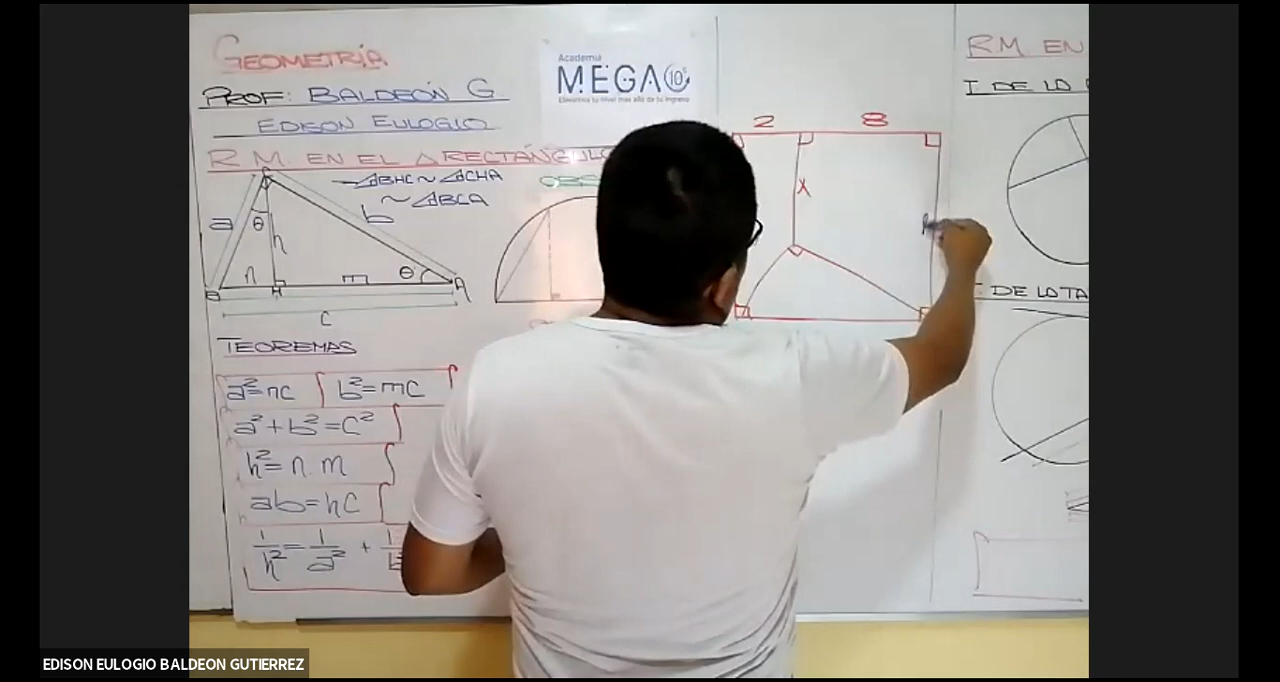 GEOMETRÍA
PROF: BALDEÓN G
EDISON EULOGIO
R.M. EN EL △RECTÁNGULO
△BHC ~ △CHA
~ △BCA
a
θ
h
b
n
m
θ
B
H
A
C
c
TEOREMAS
a²=nc
b²=mc
a²+b²=c²
h²=n.m
ab=hc
1/h²=1/a²+
Academia
MEGA 10
2
8
X
R.M. EN
I DE LO
DE LO TA
EDISON EULOGIO BALDEON GUTIERREZ